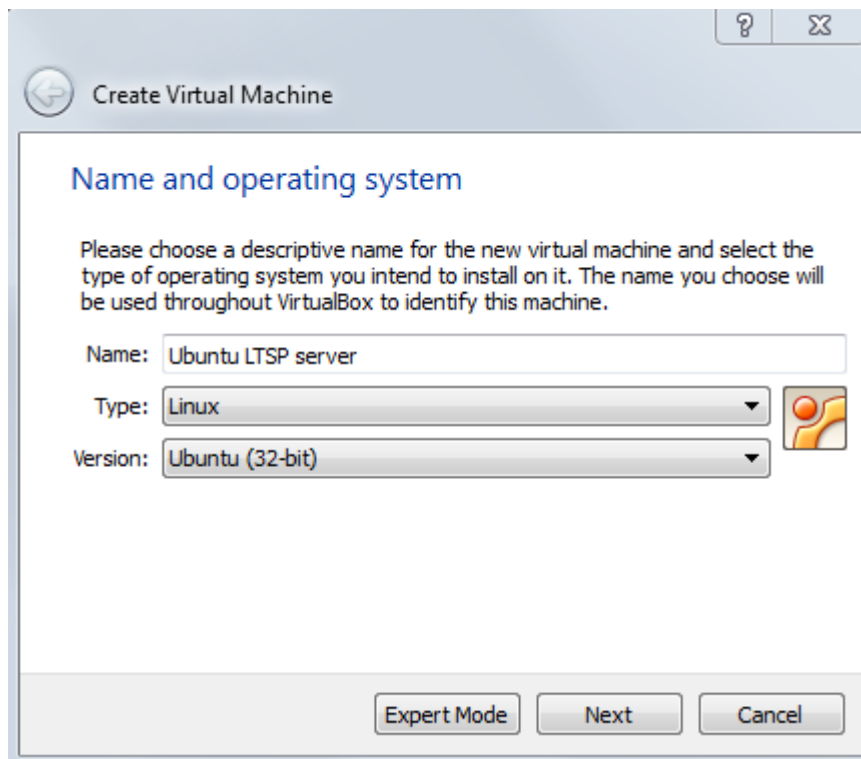 Create Virtual Machine
Name and operating system
Please choose a descriptive name for the new virtual machine and select the
type of operating system you intend to install on it. The name you choose will
be used throughout VirtualBox to identify this machine.
Name: Ubuntu LTSP server
Type: Linux
Version: Ubuntu (32-bit)
Expert Mode Next Cancel